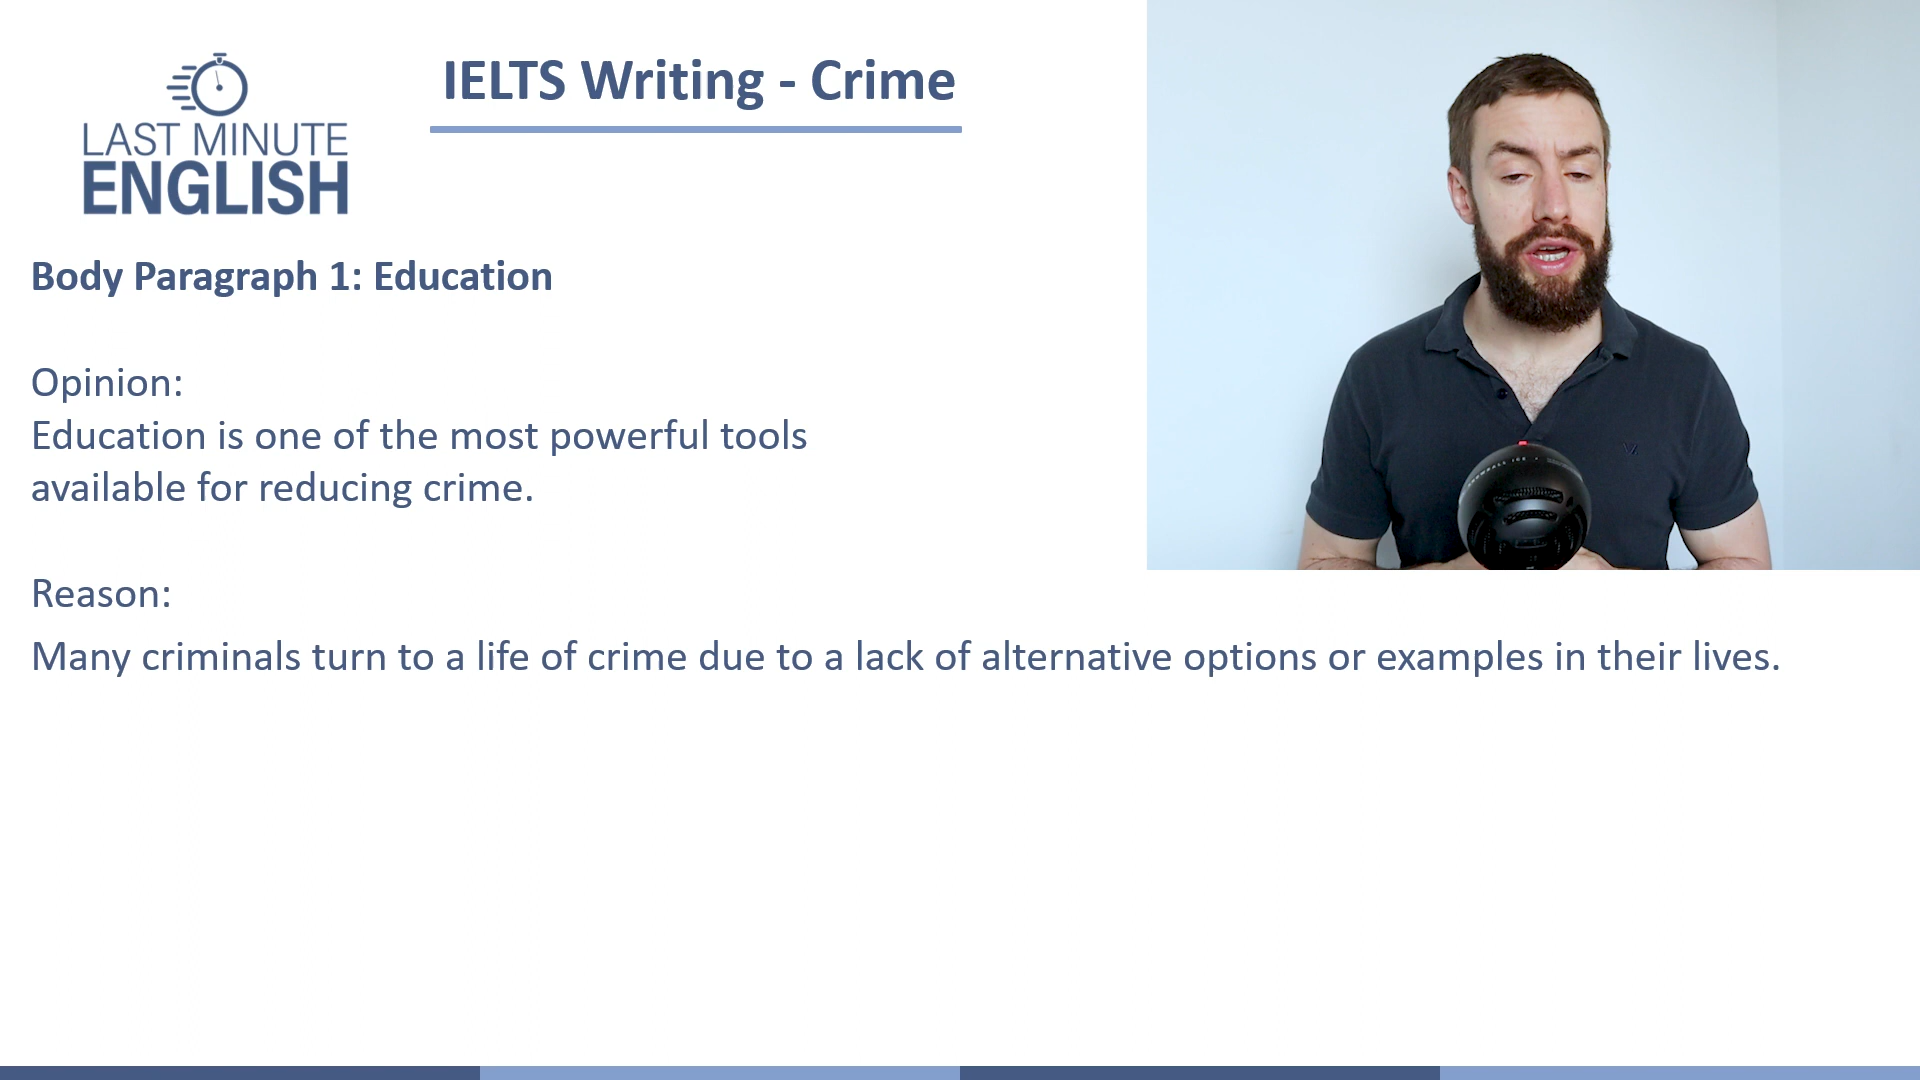 LAST MINUTE
ENGLISH
IELTS Writing - Crime
Body Paragraph 1: Education
Opinion:
Education is one of the most powerful tools
available for reducing crime.
Reason:
Many criminals turn to a life of crime due to a lack of alternative options or examples in their lives.